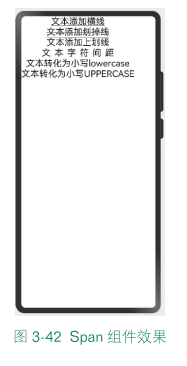 文本添加横线
文本添加划掉线
文本添加上划线
文 本 字 符 间 距
文本转化为小写lowercase
文本转化为小写UPPERCASE
图 3-42 Span 组件效果